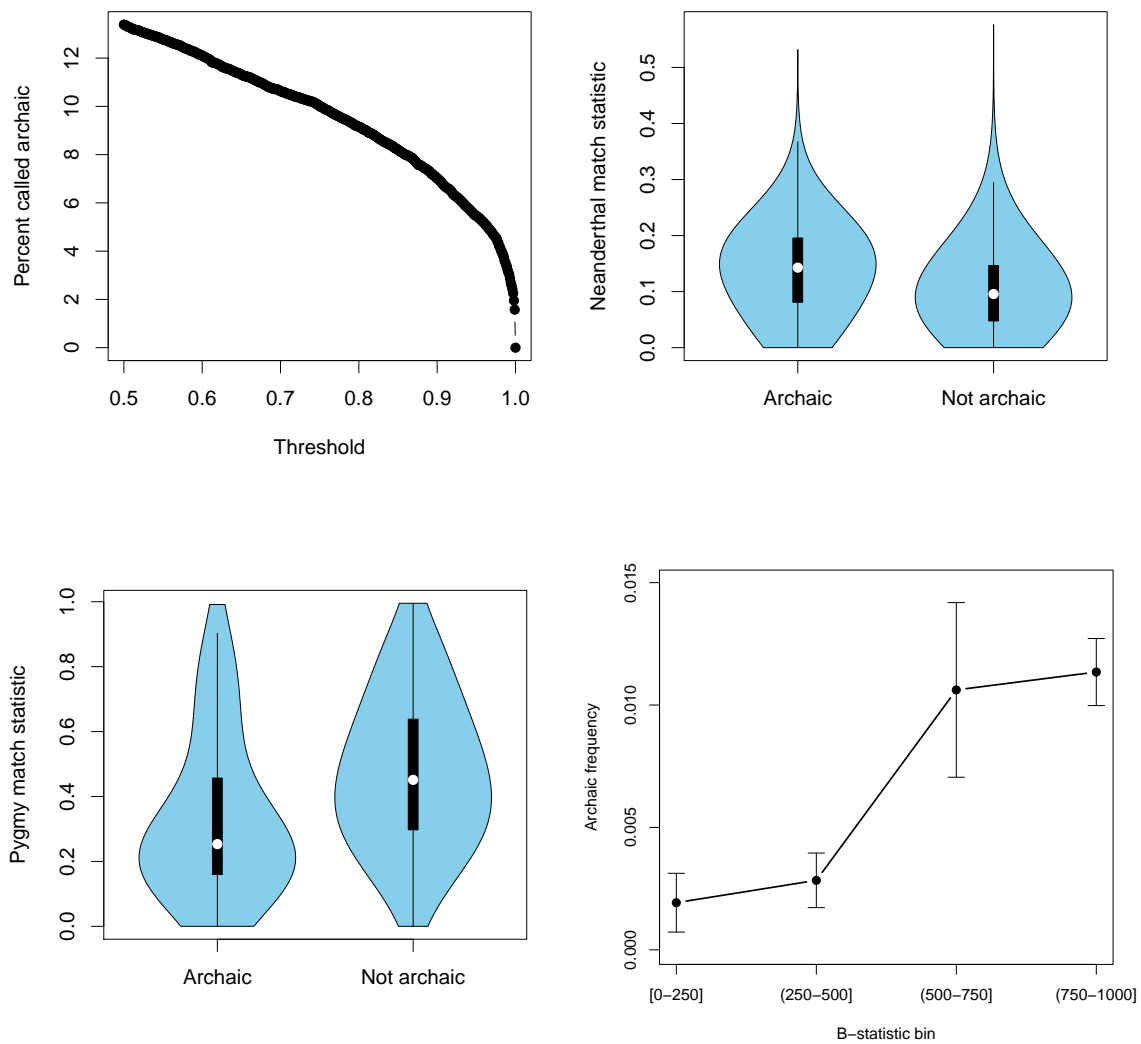 Percent called archaic
12
10
8
6
4
2
0
0.5 0.6 0.7 0.8 0.9 1.0
Threshold
Neanderthal match statistic
0.5
0.4
0.3
0.2
0.1
0.0
Archaic Not archaic
Pygmy match statistic
1.0
0.8
0.6
0.4
0.2
0.0
Archaic Not archaic
Archaic frequency
0.015
0.010
0.005
0.000
[0−250] (250−500] (500−750] (750−1000]
B−statistic bin